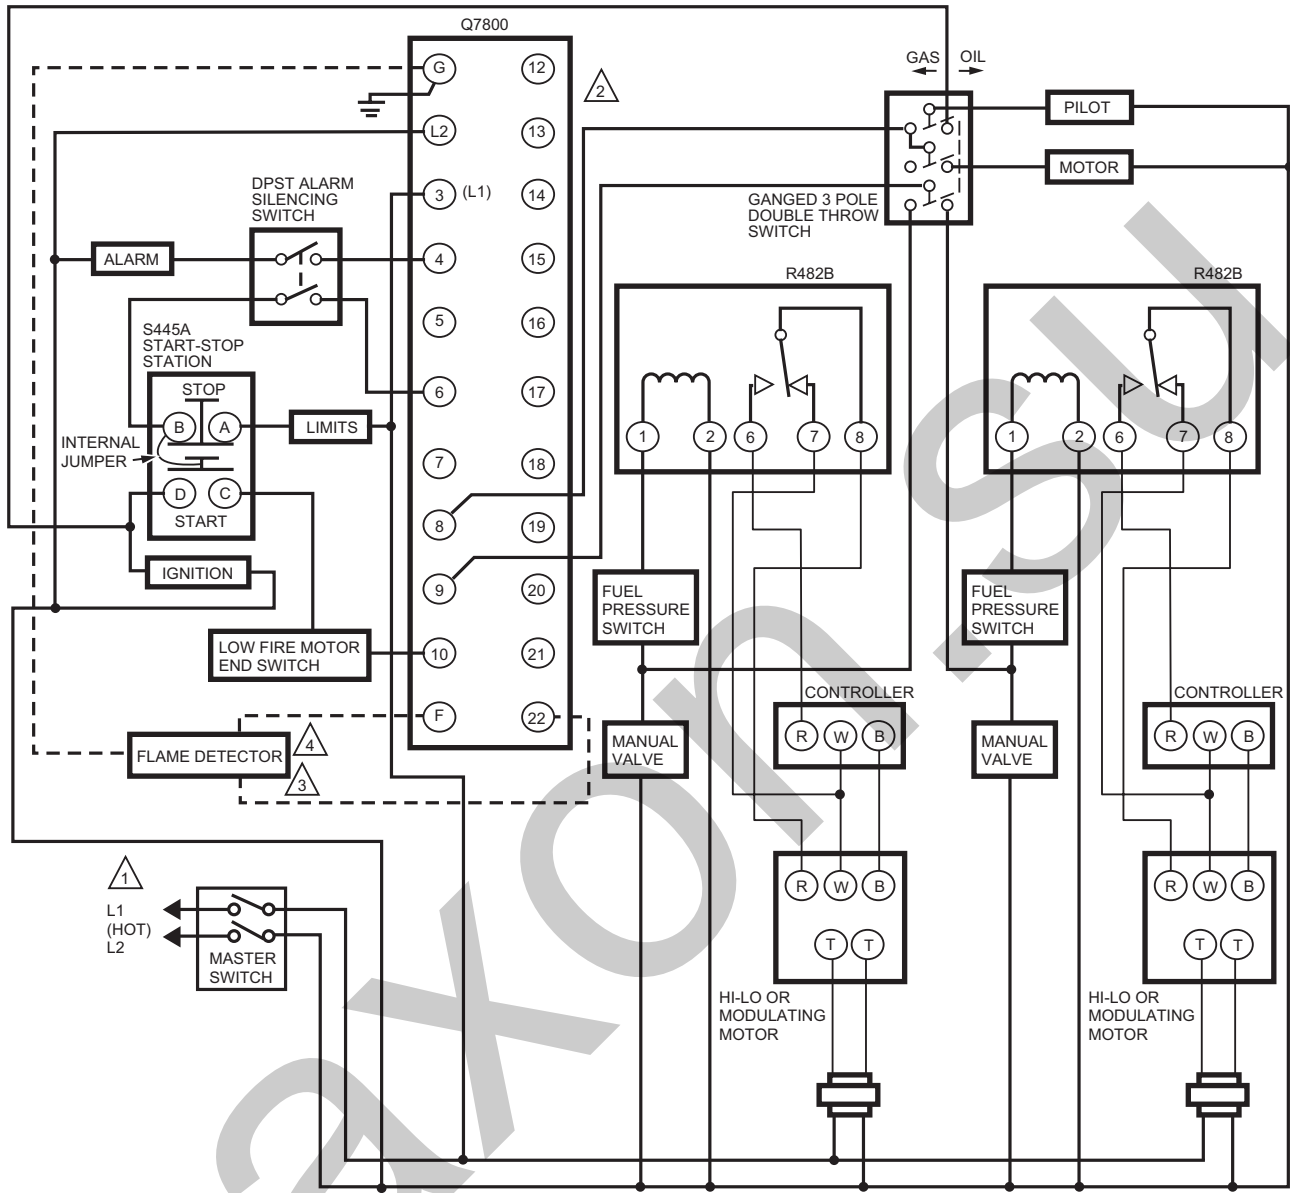 Q7800
G
12
2
GAS
OIL
L2
13
PILOT
MOTOR
DPST ALARM
SILENCING
SWITCH
3
(L1)
14
GANGED 3 POLE
DOUBLE THROW
SWITCH
ALARM
4
15
R482B
R482B
S445A
START-STOP
STATION
5
16
STOP
6
17
B
A
LIMITS
INTERNAL
JUMPER
1
2
6
7
8
1
2
6
7
8
7
18
D
C
START
8
19
IGNITION
9
20
FUEL
PRESSURE
SWITCH
FUEL
PRESSURE
SWITCH
LOW FIRE MOTOR
END SWITCH
10
21
CONTROLLER
CONTROLLER
F
22
FLAME DETECTOR
4
3
MANUAL
VALVE
R
W
B
MANUAL
VALVE
R
W
B
1
L1
(HOT)
L2
MASTER
SWITCH
R
W
B
T
T
R
W
B
T
T
HI-LO OR
MODULATING
MOTOR
HI-LO OR
MODULATING
MOTOR
axon.su